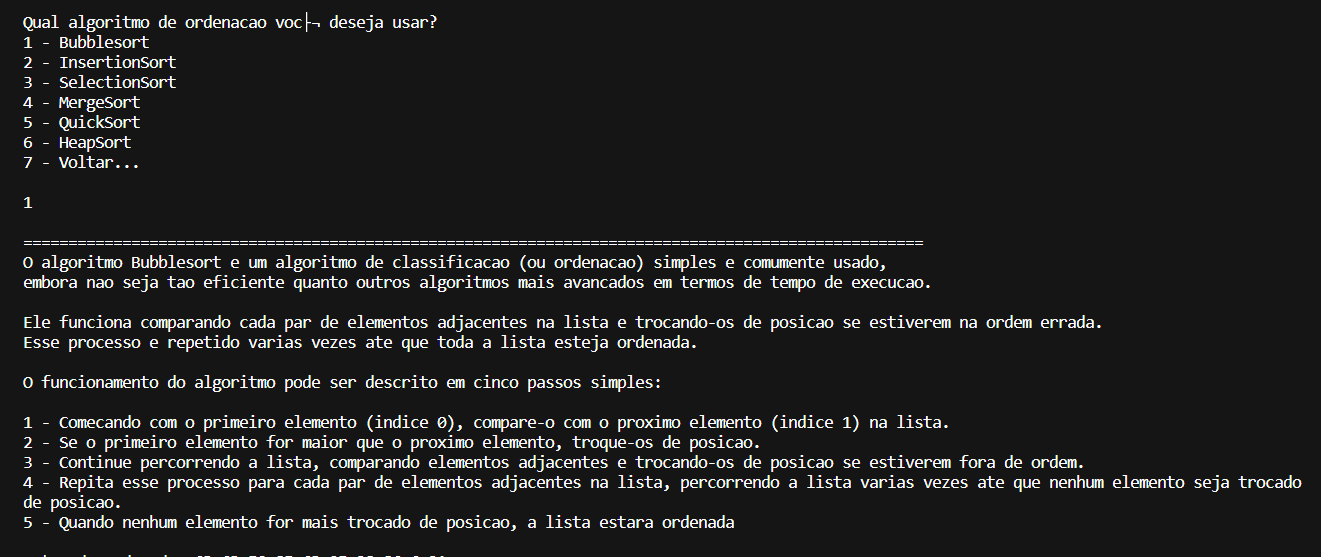 Qual algoritmo de ordenacao voc├¬ deseja usar?
1 - Bubblesort
2 - InsertionSort
3 - SelectionSort
4 - MergeSort
5 - QuickSort
6 - HeapSort
7 - Voltar...
1
====================================================================================================
O algoritmo Bubblesort e um algoritmo de classificacao (ou ordenacao) simples e comumente usado,
embora nao seja tao eficiente quanto outros algoritmos mais avancados em termos de tempo de execucao.
Ele funciona comparando cada par de elementos adjacentes na lista e trocando-os de posicao se estiverem na ordem errada.
Esse processo e repetido varias vezes ate que toda a lista esteja ordenada.
O funcionamento do algoritmo pode ser descrito em cinco passos simples:
1 - Comecando com o primeiro elemento (indice 0), compare-o com o proximo elemento (indice 1) na lista.
2 - Se o primeiro elemento for maior que o proximo elemento, troque-os de posicao.
3 - Continue percorrendo a lista, comparando elementos adjacentes e trocando-os de posicao se estiverem fora de ordem.
4 - Repita esse processo para cada par de elementos adjacentes na lista, percorrendo a lista varias vezes ate que nenhum elemento seja trocado
de posicao.
5 - Quando nenhum elemento for mais trocado de posicao, a lista estara ordenada